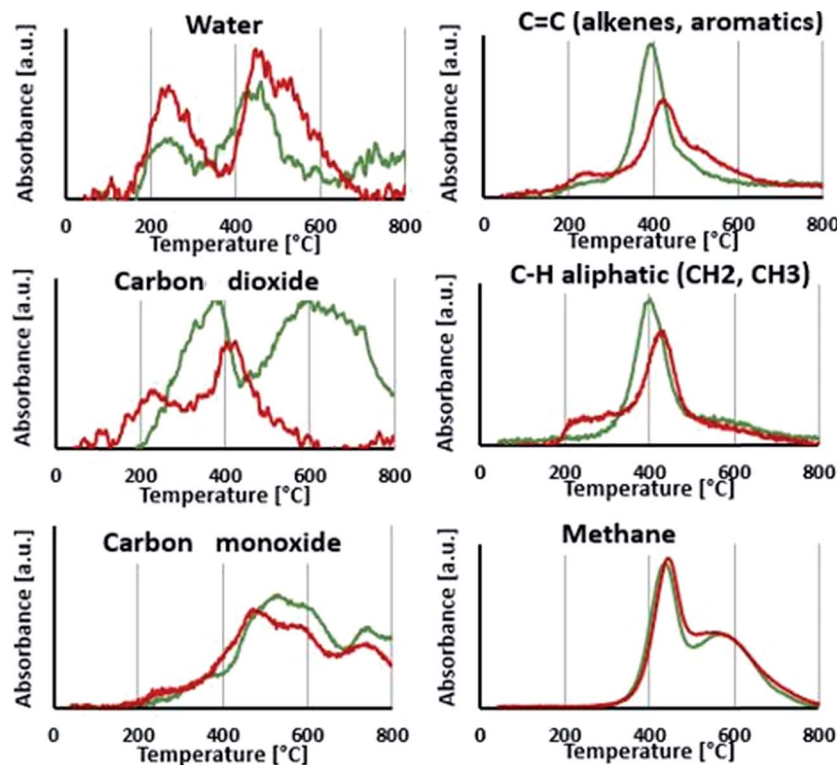 Water
Absorbance [a.u.]
0 200 400 600 800
Temperature [°C]
C=C (alkenes, aromatics)
Absorbance [a.u.]
0 200 400 600 800
Temperature [°C]
Carbon dioxide
Absorbance [a.u.]
0 200 400 600 800
Temperature [°C]
C-H aliphatic (CH2, CH3)
Absorbance [a.u.]
0 200 400 600 800
Temperature [°C]
Carbon monoxide
Absorbance [a.u.]
0 200 400 600 800
Temperature [°C]
Methane
Absorbance [a.u.]
0 200 400 600 800
Temperature [°C]